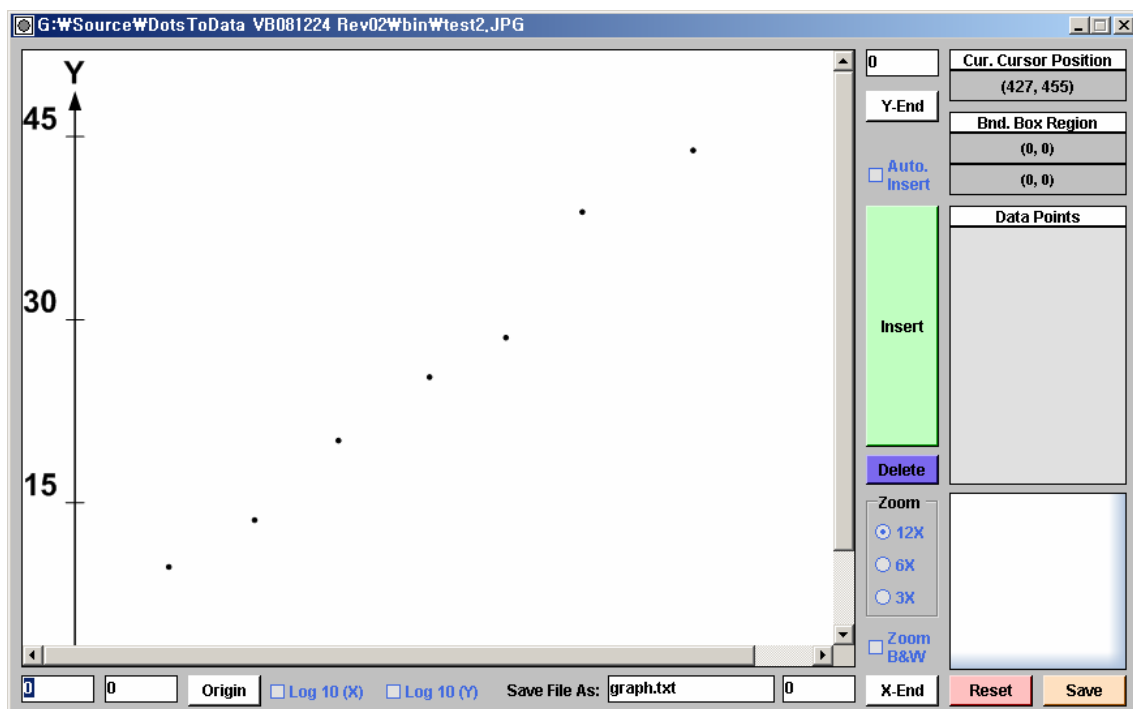 G:₩Source₩DotsToData VB081224 Rev02₩bin₩test2.JPG
Y
45
30
15
0
Y-End
Auto.
Insert
Insert
Delete
Zoom
12X
6X
3X
Zoom
B&W
Cur. Cursor Position
(427, 455)
Bnd. Box Region
(0, 0)
(0, 0)
Data Points
0
0
Origin
Log 10 (X)
Log 10 (Y)
Save File As:
graph.txt
0
X-End
Reset
Save